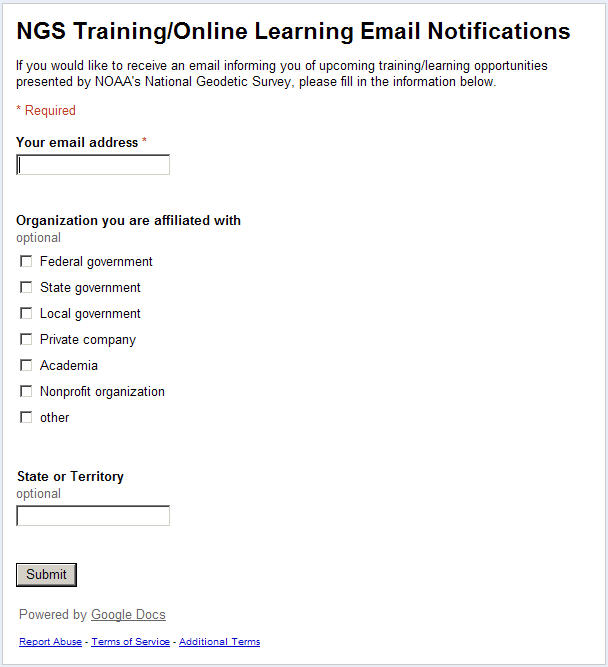 NGS Training/Online Learning Email Notifications
If you would like to receive an email informing you of upcoming training/learning opportunities
presented by NOAA's National Geodetic Survey, please fill in the information below.
* Required
Your email address *
Organization you are affiliated with
optional
Federal government
State government
Local government
Private company
Academia
Nonprofit organization
other
State or Territory
optional
Submit
Powered by Google Docs
Report Abuse - Terms of Service - Additional Terms